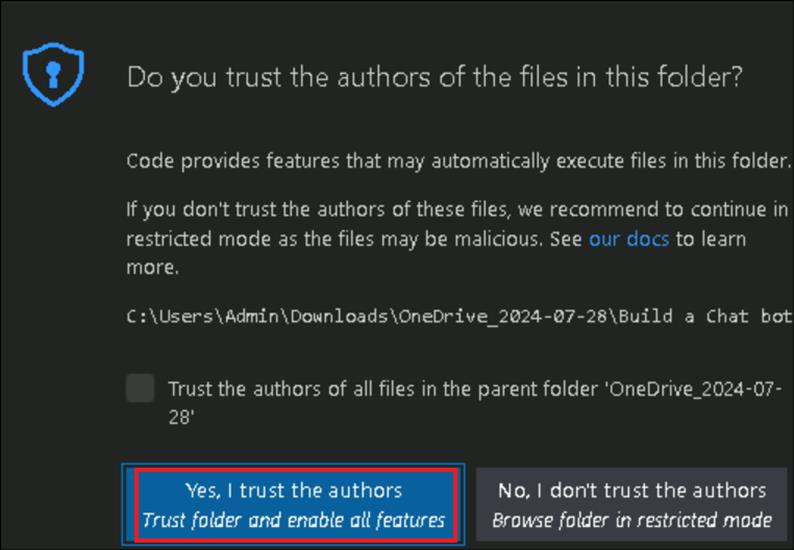 Do you trust the authors of the files in this folder?
Code provides features that may automatically execute files in this folder.
If you don't trust the authors of these files, we recommend to continue in
restricted mode as the files may be malicious. See our docs to learn
more.
C:\Users\Admin\Downloads\OneDrive_2024-07-28\Build a Chat bot
Trust the authors of all files in the parent folder 'OneDrive_2024-07-
28'
Yes, I trust the authors
Trust folder and enable all features
No, I don't trust the authors
Browse folder in restricted mode